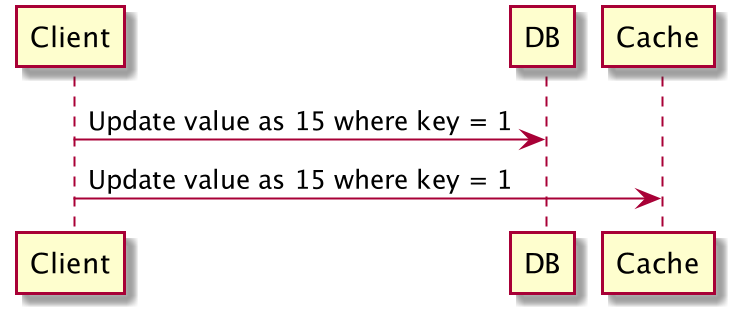 Client DB Cache
Update value as 15 where key = 1
Update value as 15 where key = 1
Client DB Cache